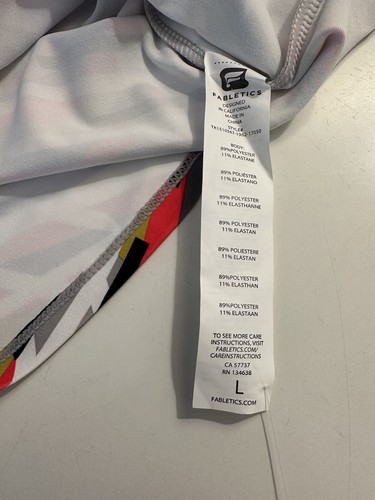 FABLETICS
DESIGNED
IN CALIFORNIA
MADE IN
CHINA
STYLE#
BODY:
89%POLYESTER
11% ELASTANE
89% POLIÉSTER
11% ELASTANO
89% POLYESTER
11% ELASTHANNE
89% POLYESTER
11% ELASTAN
89% POLIESTERE
11% ELASTAN
89%POLYESTER
11% ELASTHAN
89%POLYESTER
11% ELASTAAN
TO SEE MORE CARE
INSTRUCTIONS, VISIT
FABLETICS.COM/
CAREINSTRUCTIONS
CA 57737
RN 134638
L
FABLETICS.COM